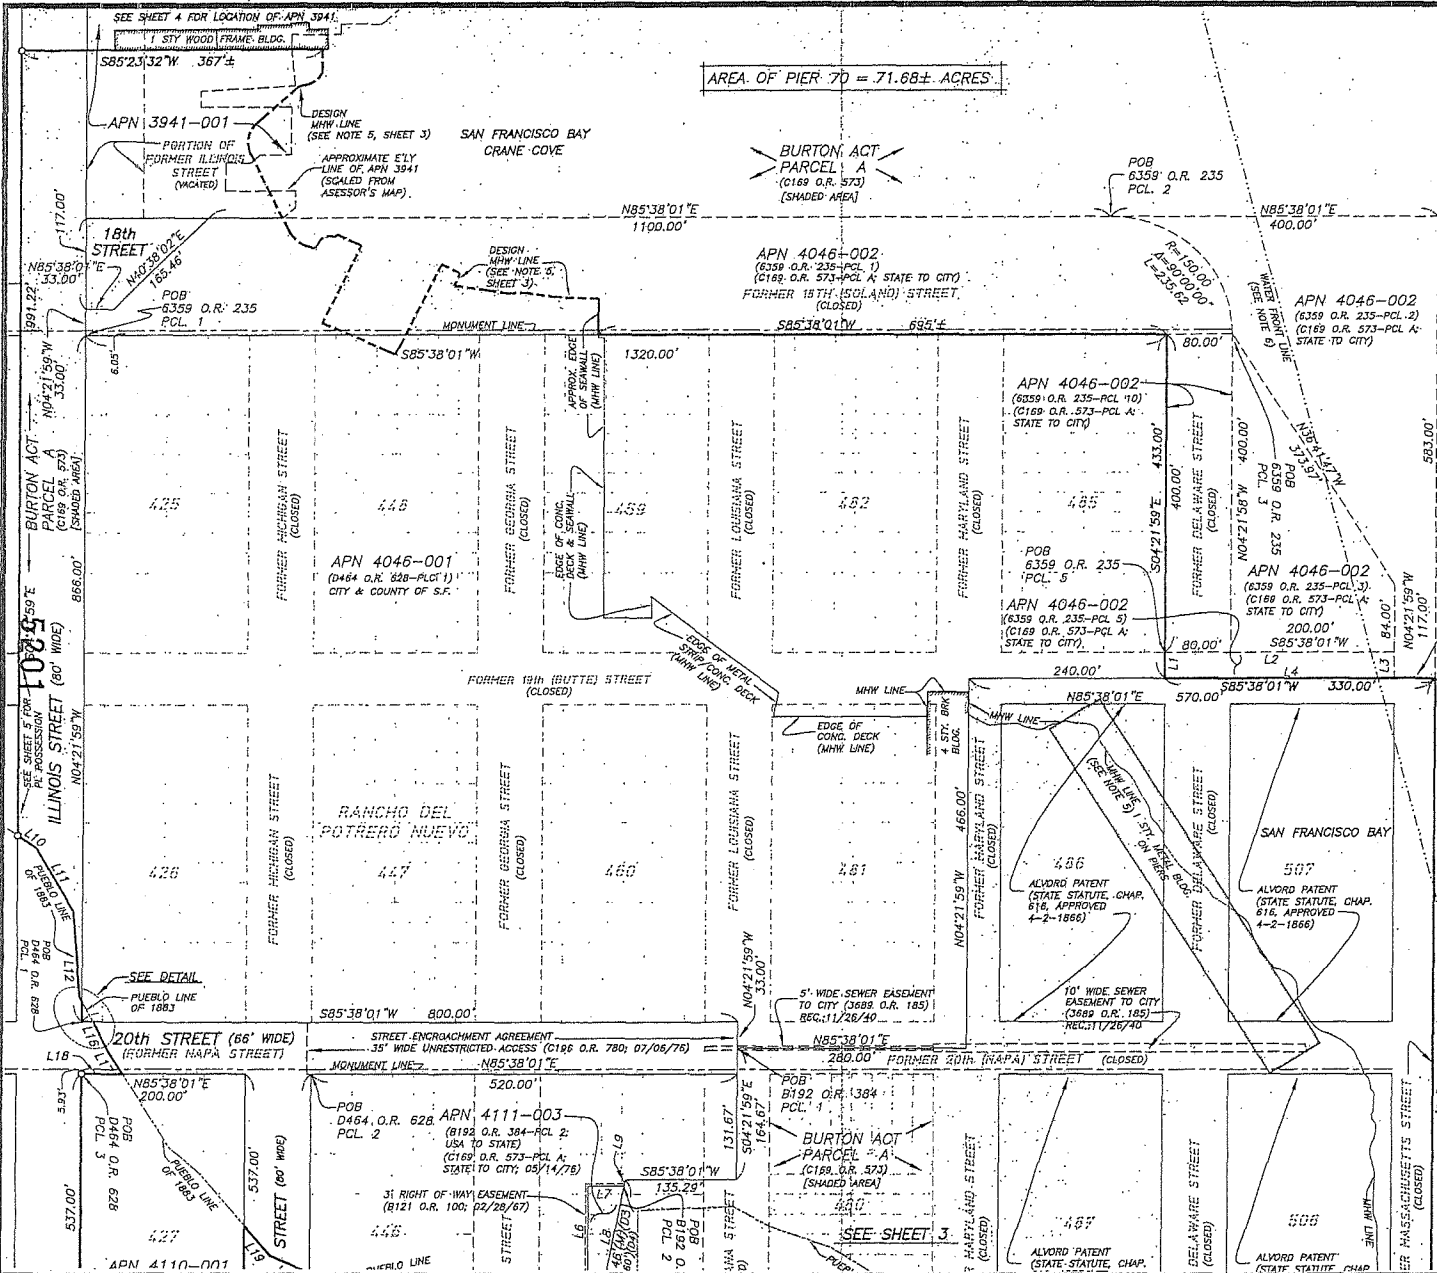 SEE SHEET 4 FOR LOCATION OF APN 3941
1 STY WOOD FRAME BLDG.
S85°23'32"W 367'±
AREA OF PIER 70 = 71.68± ACRES
APN 3941-001
DESIGN
MHW LINE
(SEE NOTE 5, SHEET 3)
SAN FRANCISCO BAY
CRANE COVE
PORTION OF
FORMER ILLINOIS
STREET
(VACATED)
APPROXIMATE E'LY
LINE OF APN 3941
(SCALED FROM
ASESSOR'S MAP)
BURTON ACT
PARCEL A
(C169 O.R. 573)
[SHADED AREA]
POB
6359 O.R. 235
PCL. 2
117.00'
N85°38'01"E
1100.00'
N85°38'01"E
400.00'
18th
STREET
N85°38'01"E
33.00'
N40°38'02"E
165.46'
DESIGN
MHW LINE
(SEE NOTE 5,
SHEET 3)
APN 4046-002
(6359 O.R. 235-PCL 1)
(C169 O.R. 573-PCL A; STATE TO CITY)
FORMER 18TH (SOLANO) STREET
(CLOSED)
R=150.00'
Δ=90°00'00"
L=235.62'
WATER FRONT LINE
(SEE NOTE 6)
APN 4046-002
(6359 O.R. 235-PCL 2)
(C169 O.R. 573-PCL A;
STATE TO CITY)
991.22'
POB
6359 O.R. 235
PCL. 1
MONUMENT LINE
S85°38'01"W 695'±
N04°21'59"W
33.00'
6.05'
S85°38'01"W
1320.00'
80.00'
APPROX. EDGE
OF SEAWALL
(MHW LINE)
APN 4046-002
(6359 O.R. 235-PCL 10)
(C169 O.R. 573-PCL A;
STATE TO CITY)
BURTON ACT
PARCEL A
(C169 O.R. 573)
[SHADED AREA]
866.00'
425
FORMER MICHIGAN STREET
(CLOSED)
448
FORMER GEORGIA STREET
(CLOSED)
EDGE OF CONC.
DECK & SEAWALL
(MHW LINE)
459
FORMER LOUISIANA STREET
(CLOSED)
482
FORMER MARYLAND STREET
(CLOSED)
485
S04°21'59"E 433.00'
400.00'
FORMER DELAWARE STREET
(CLOSED)
N04°21'58"W 400.00'
POB
6359 O.R. 235
PCL. 3
N36°41'47"W
373.97'
583.00'
APN 4046-001
(D464 O.R. 628-PLCT 1)
CITY & COUNTY OF S.F.
POB
6359 O.R. 235
PCL. 5
APN 4046-002
(6359 O.R. 235-PCL 5)
(C169 O.R. 573-PCL A;
STATE TO CITY)
APN 4046-002
(6359 O.R. 235-PCL 3)
(C169 O.R. 573-PCL A;
STATE TO CITY)
200.00'
S85°38'01"W
84.00'
N04°21'59"W
117.00'
5201
ILLINOIS STREET (80' WIDE)
SEE SHEET 5 FOR
POSSESSION
N04°21'59"W
FORMER 19th (BUTTE) STREET
(CLOSED)
EDGE OF METAL
STRIP/CONC. DECK
(MHW LINE)
L1
80.00'
L2
L3
L4
240.00'
S85°38'01"W 330.00'
N85°38'01"E 570.00'
MHW LINE
EDGE OF
CONC. DECK
(MHW LINE)
4 STY. BRK
BLDG.
MHW LINE
MHW LINE
(SEE NOTE 5)
1 STY. METAL BLDG.
ON PIERS
L10
L11
PUEBLO LINE
OF 1883
426
FORMER MICHIGAN STREET
(CLOSED)
RANCHO DEL
POTRERO NUEVO
447
FORMER GEORGIA STREET
(CLOSED)
460
FORMER LOUISIANA STREET
(CLOSED)
481
466.00'
N04°21'59"W
FORMER MARYLAND STREET
(CLOSED)
486
ALVORD PATENT
(STATE STATUTE, CHAP.
616, APPROVED
4-2-1866)
FORMER DELAWARE STREET
(CLOSED)
SAN FRANCISCO BAY
507
ALVORD PATENT
(STATE STATUTE, CHAP.
616, APPROVED
4-2-1866)
POB
D464 O.R. 628
PCL. 1
L12
SEE DETAIL
PUEBLO LINE
OF 1883
N04°21'59"W
33.00'
5' WIDE SEWER EASEMENT
TO CITY (3689 O.R. 185)
REC.:11/26/40
10' WIDE SEWER
EASEMENT TO CITY
(3689 O.R. 185)
REC.:11/26/40
S85°38'01"W 800.00'
L16
L17
L18
20th STREET (66' WIDE)
(FORMER NAPA STREET)
STREET ENCROACHMENT AGREEMENT
35' WIDE UNRESTRICTED ACCESS (C196 O.R. 780; 07/06/76)
N85°38'01"E
280.00'
FORMER 20th (NAPA) STREET (CLOSED)
MONUMENT LINE
N85°38'01"E
520.00'
N85°38'01"E
200.00'
5.93'
POB
D464 O.R. 628
PCL. 3
POB
D464 O.R. 628
PCL. 2
APN 4111-003
(B192 O.R. 384-PCL 2;
USA TO STATE)
(C169 O.R. 573-PCL A;
STATE TO CITY; 05/14/76)
POB
B192 O.R. 384
PCL. 1
131.67'
S04°21'59"E
164.67'
BURTON ACT
PARCEL A
(C169 O.R. 573)
[SHADED AREA]
PUEBLO LINE
OF 1883
537.00'
537.00'
STREET (80' WIDE)
3' RIGHT OF WAY EASEMENT
(B121 O.R. 100; 02/28/67)
L9
S85°38'01"W
135.29'
L7
L6
L8
POB
B192 O.
PCL. 2
480
SEE SHEET 3
427
446
L19
487
508
APN 4110-001
PUEBLO LINE
STREET
MARYLAND STREET
(CLOSED)
ALVORD PATENT
(STATE STATUTE, CHAP.
DELAWARE STREET
(CLOSED)
ALVORD PATENT
(STATE STATUTE, CHAP.
MHW LINE
MASSACHUSETTS STREET
(CLOSED)